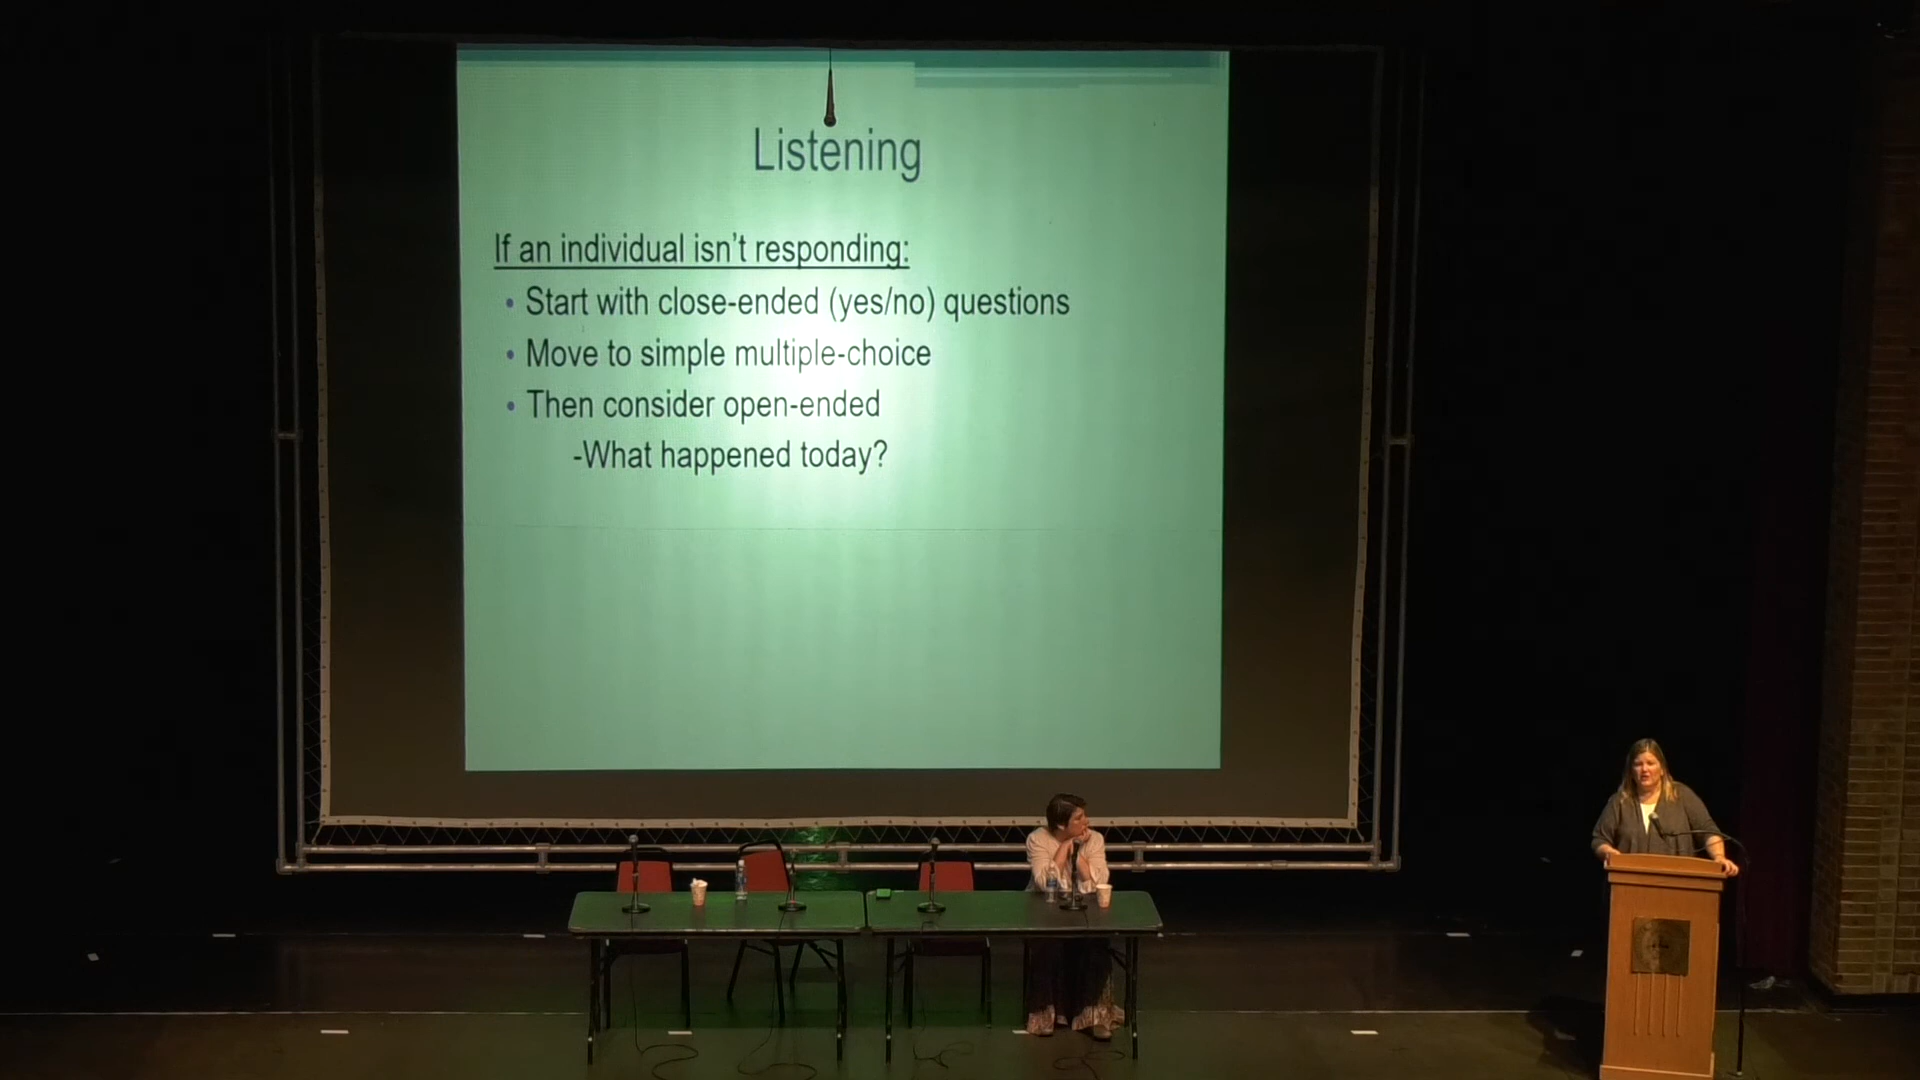 Listening
If an individual isn't responding:
• Start with close-ended (yes/no) questions
• Move to simple multiple-choice
• Then consider open-ended
-What happened today?